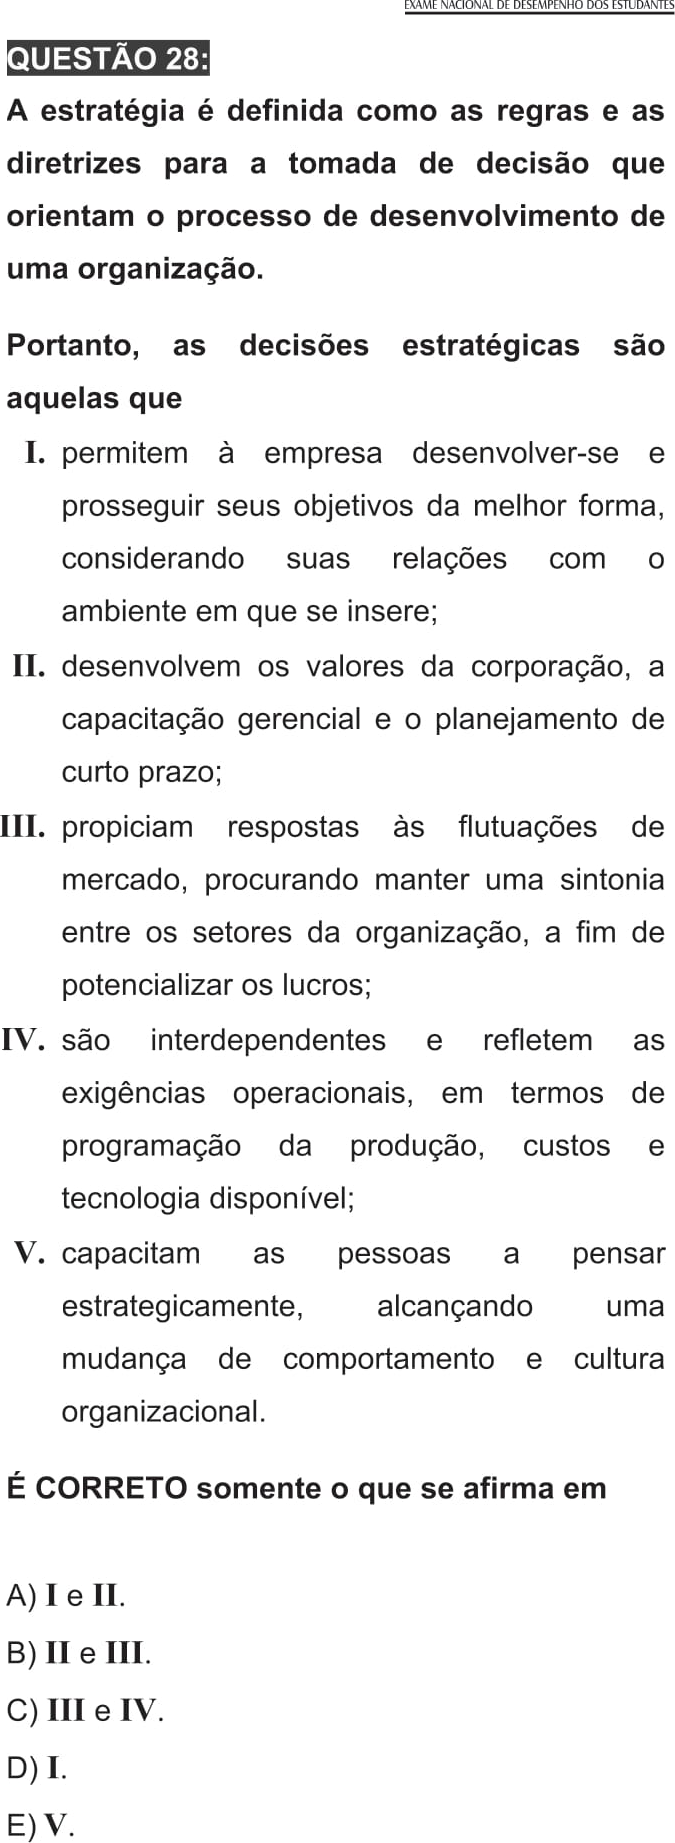 EXAME NACIONAL DE DESEMPENHO DOS ESTUDANTES
QUESTÃO 28:
A estratégia é definida como as regras e as
diretrizes para a tomada de decisão que
orientam o processo de desenvolvimento de
uma organização.
Portanto, as decisões estratégicas são
aquelas que
I. permitem à empresa desenvolver-se e
prosseguir seus objetivos da melhor forma,
considerando suas relações com o
ambiente em que se insere;
II. desenvolvem os valores da corporação, a
capacitação gerencial e o planejamento de
curto prazo;
III. propiciam respostas às flutuações de
mercado, procurando manter uma sintonia
entre os setores da organização, a fim de
potencializar os lucros;
IV. são interdependentes e refletem as
exigências operacionais, em termos de
programação da produção, custos e
tecnologia disponível;
V. capacitam as pessoas a pensar
estrategicamente, alcançando uma
mudança de comportamento e cultura
organizacional.
É CORRETO somente o que se afirma em
A) I e II.
B) II e III.
C) III e IV.
D) I.
E) V.